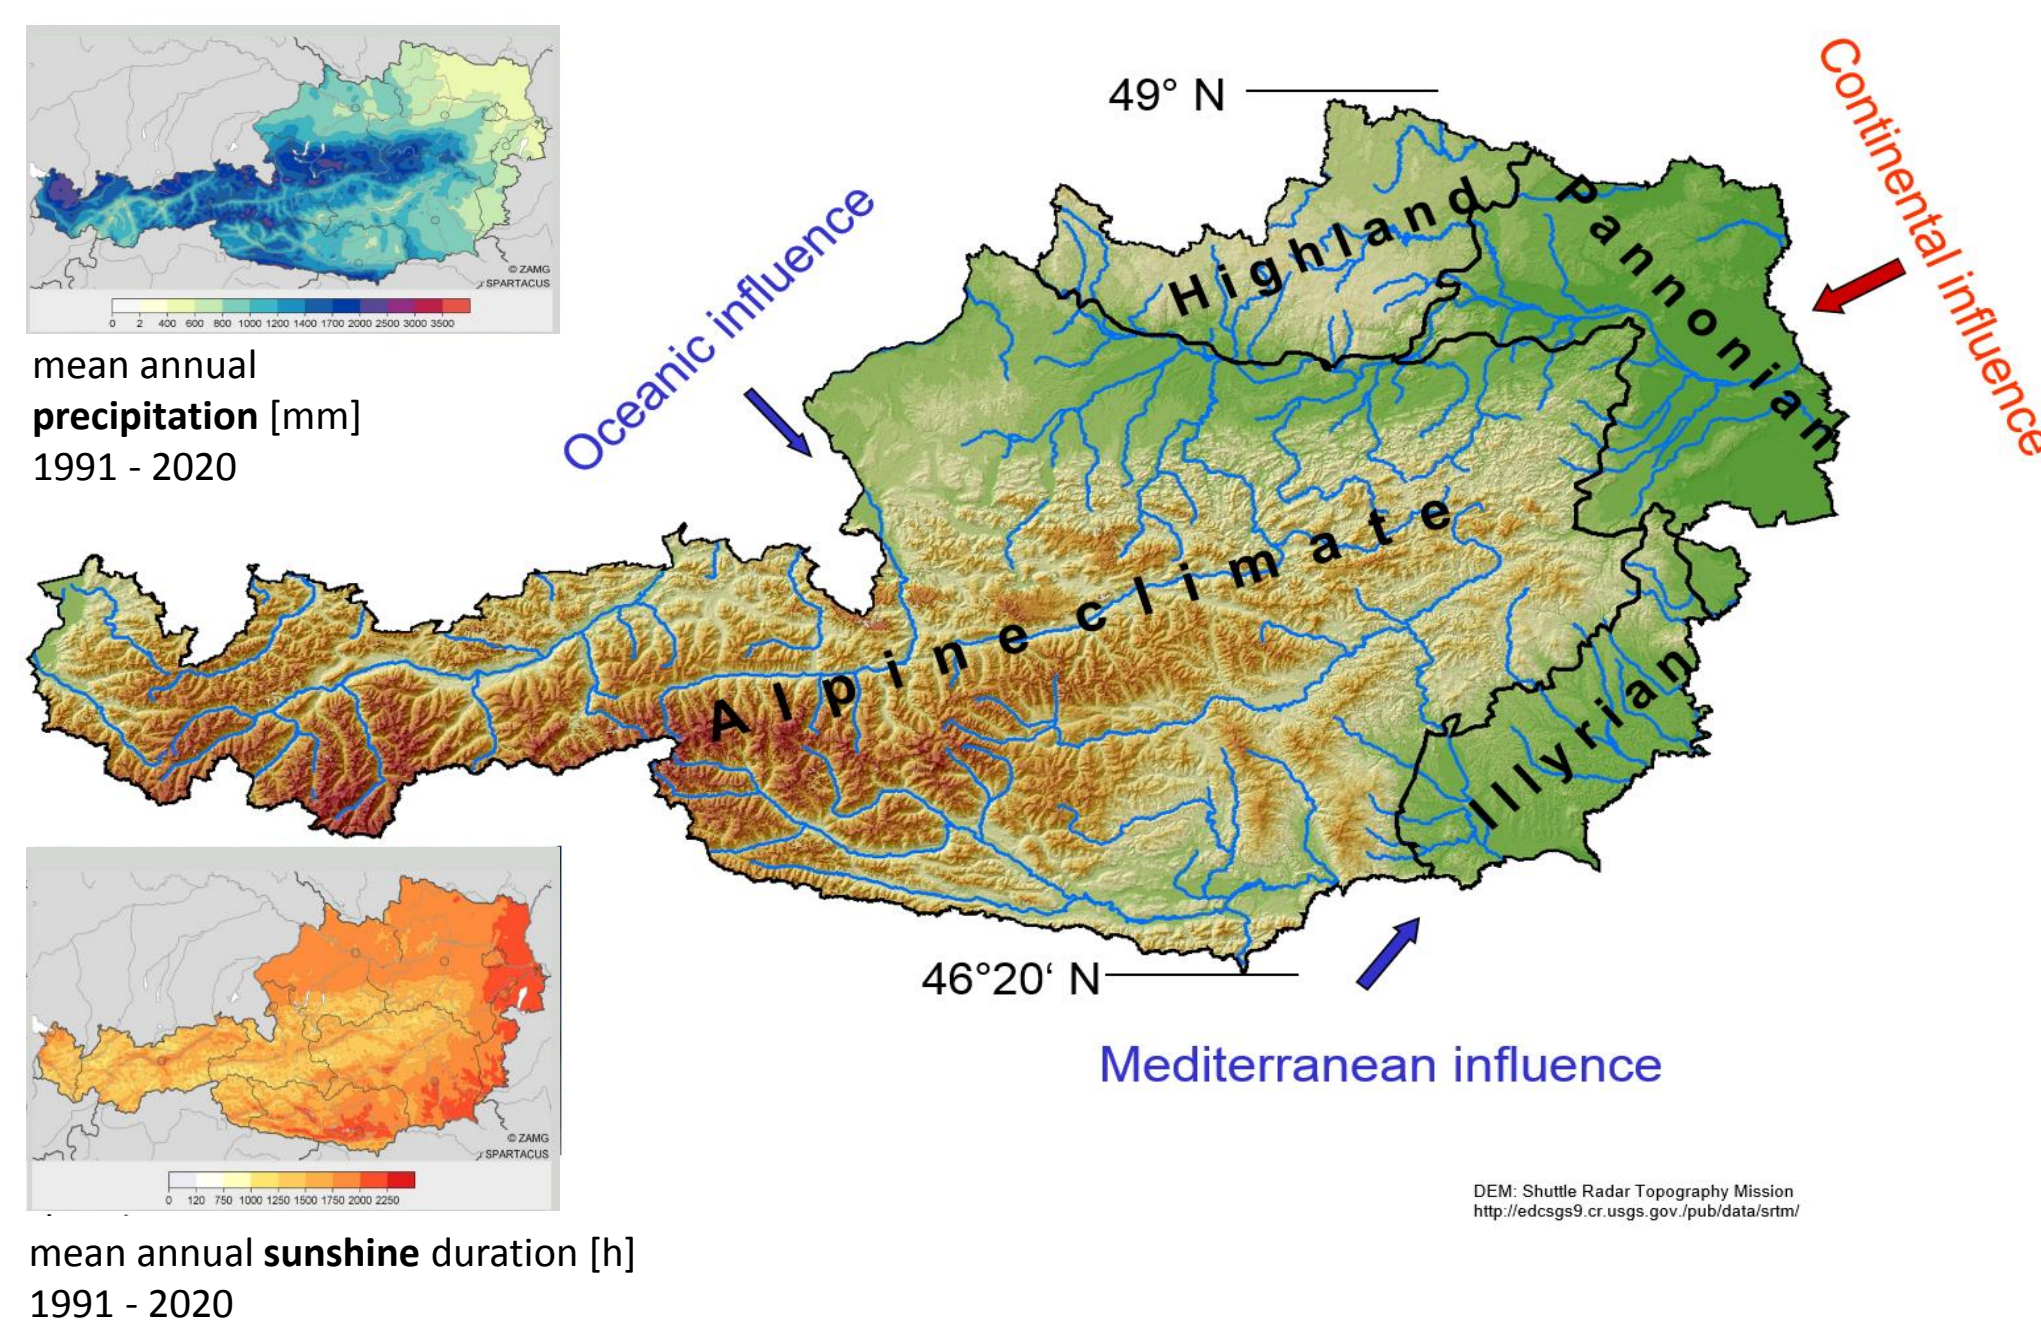 © ZAMG
SPARTACUS
0 2 400 600 800 1000 1200 1400 1700 2000 2500 3000 3500
mean annual
precipitation [mm]
1991 - 2020
49° N
Oceanic influence
Continental influence
Highland
Pannonian
Alpine climate
Illyrian
46°20‘ N
Mediterranean influence
© ZAMG
SPARTACUS
0 120 750 1000 1250 1500 1750 2000 2250
mean annual sunshine duration [h]
1991 - 2020
DEM: Shuttle Radar Topography Mission
http://edcsgs9.cr.usgs.gov./pub/data/srtm/